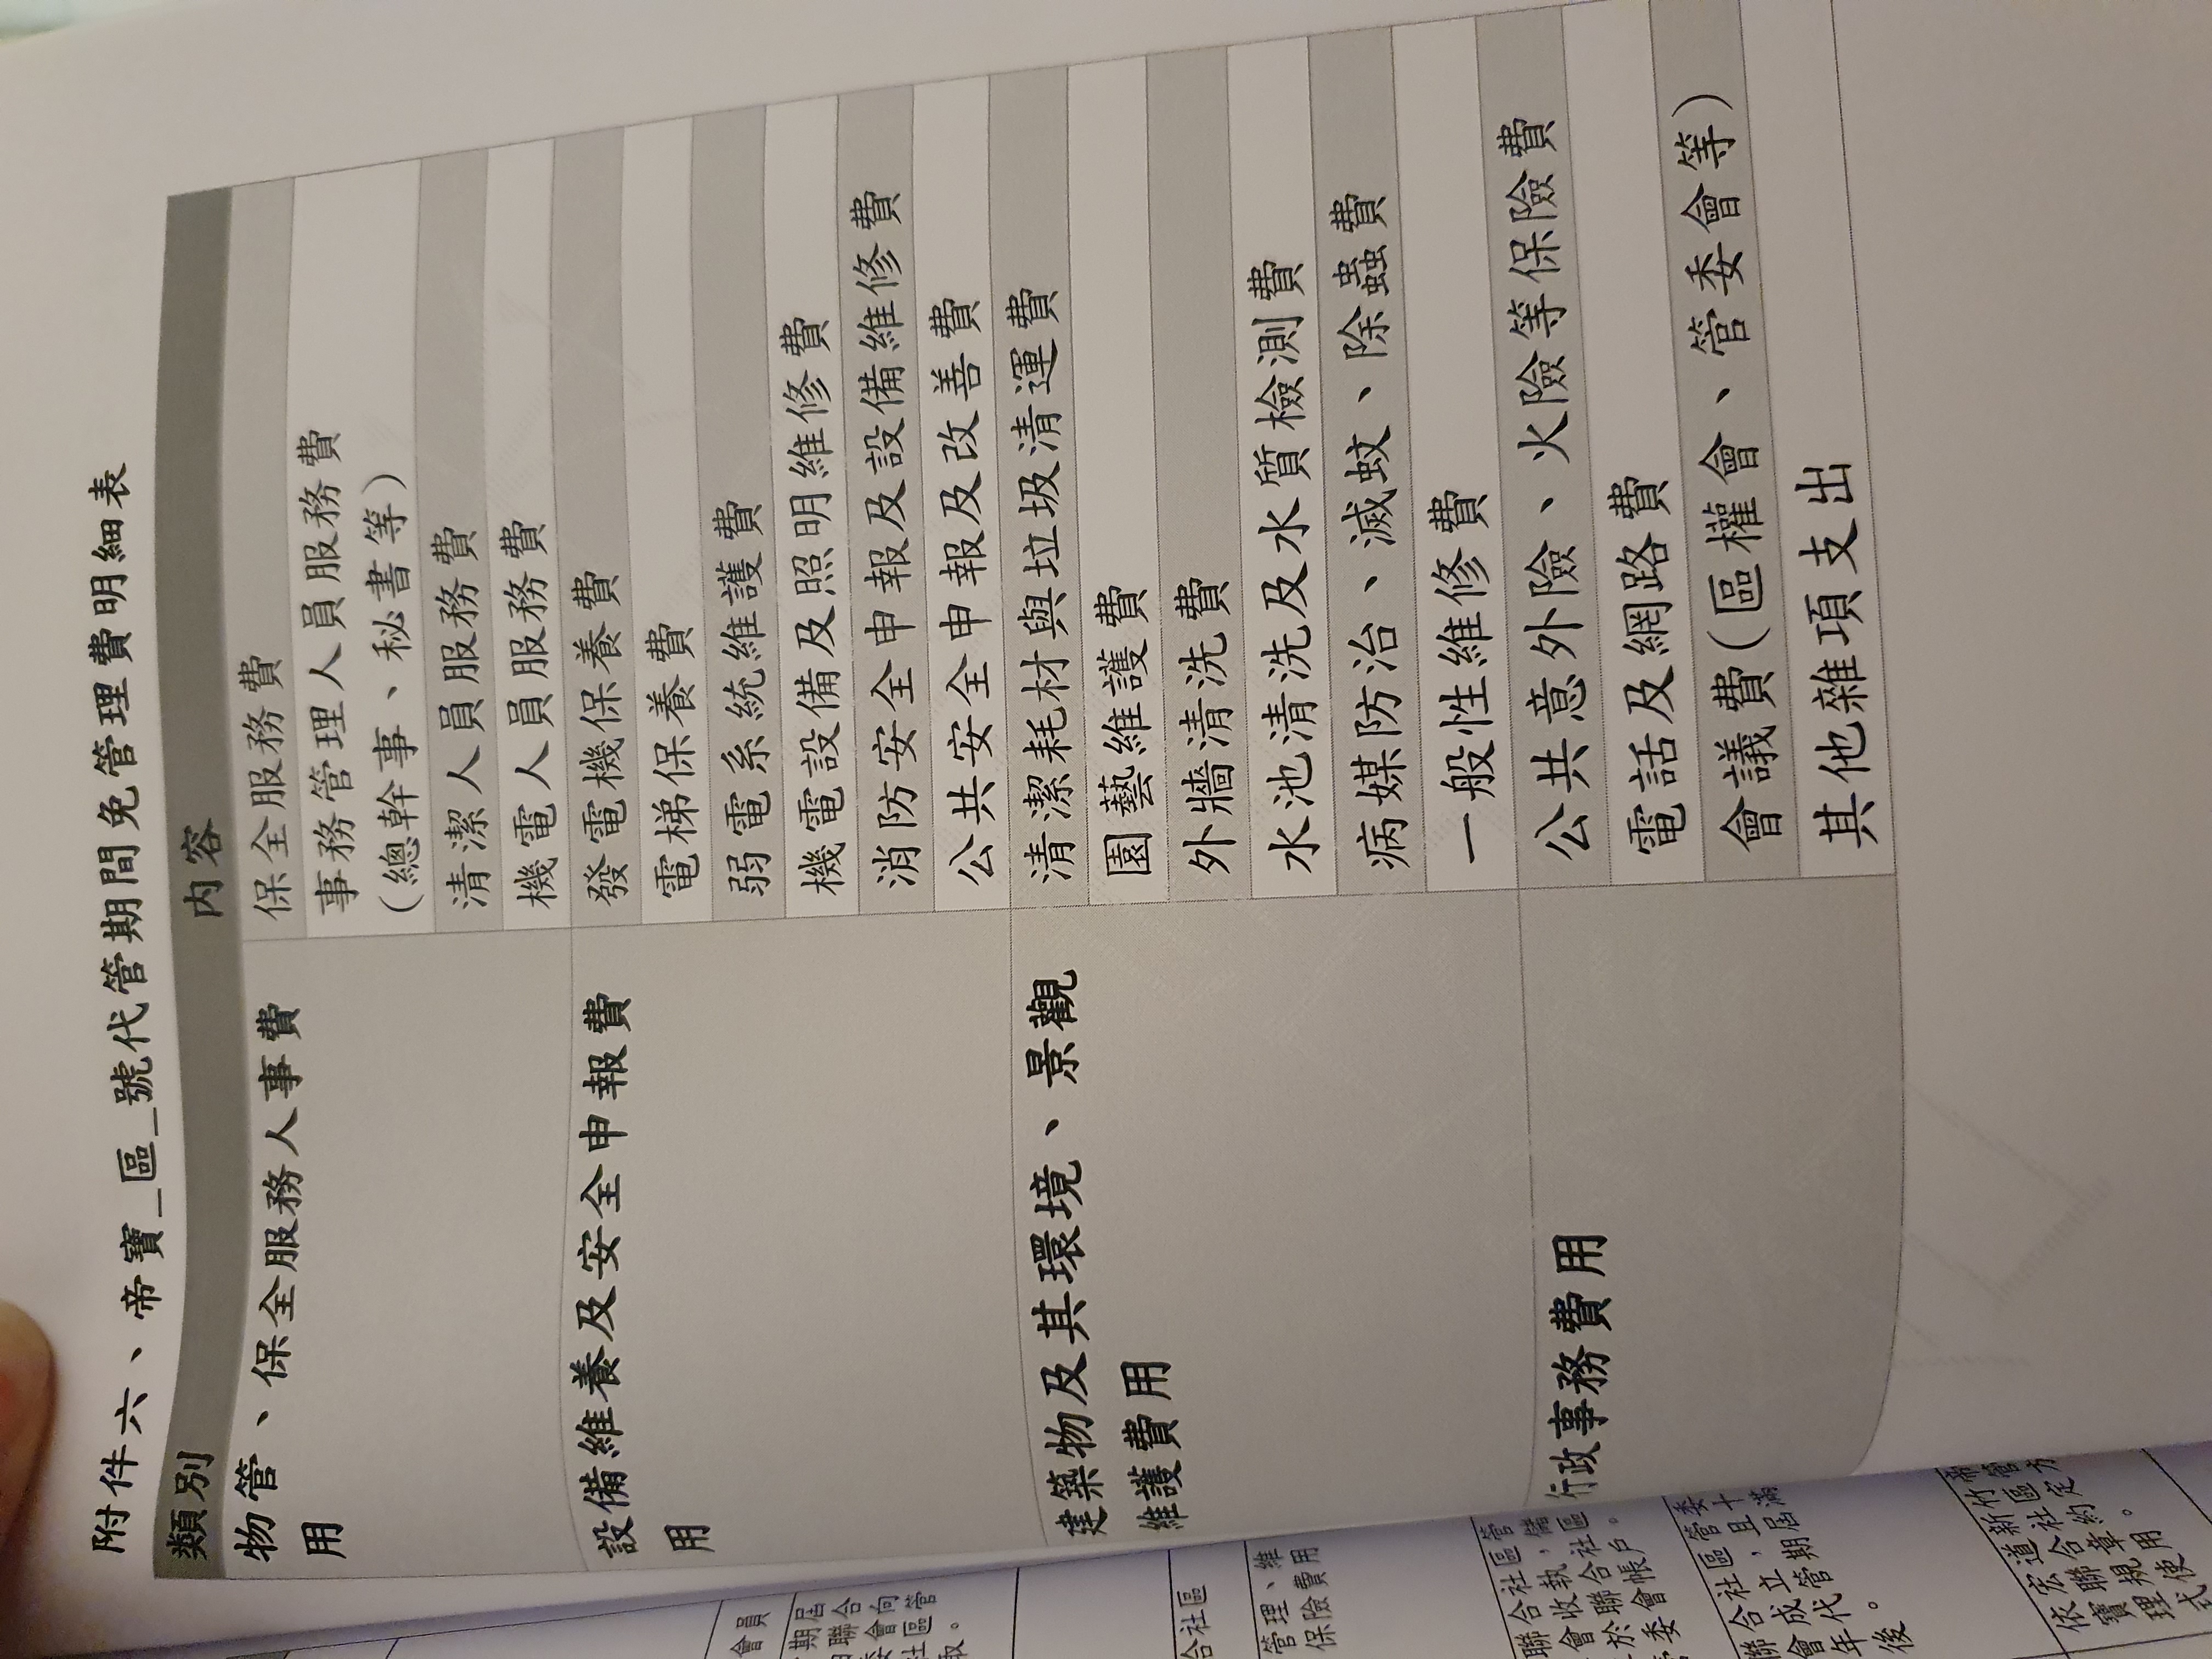 附件六、帝寶_區_號代管期間免管理費明細表
類別 內容
物管、保全服務人事費
用
保全服務費
事務管理人員服務費
(總幹事、秘書等)
清潔人員服務費
機電人員服務費
設備維養及安全申報費
用
發電機保養費
電梯保養費
弱電系統維護費
機電設備及照明維修費
消防安全申報及設備維修費
公共安全申報及改善費
建築物及其環境、景觀
維護費用
清潔耗材與垃圾清運費
園藝維護費
外牆清洗費
水池清洗及水質檢測費
病媒防治、滅蚊、除蟲費
一般性維修費
行政事務費用
公共意外險、火險等保險費
電話及網路費
會議費(區權會、管委會等)
其他雜項支出
會員
期屆
聯合
委會向
社區管
取。
合社區
管理、維
保險費用
聯合社區管
會收執,儲
於聯合社區
管委會帳戶。
聯合社區管委
會成立,且十
年代管期屆滿
後。
依宏道新竹帝
寶聯合社區管
理規章約定方
式使用。